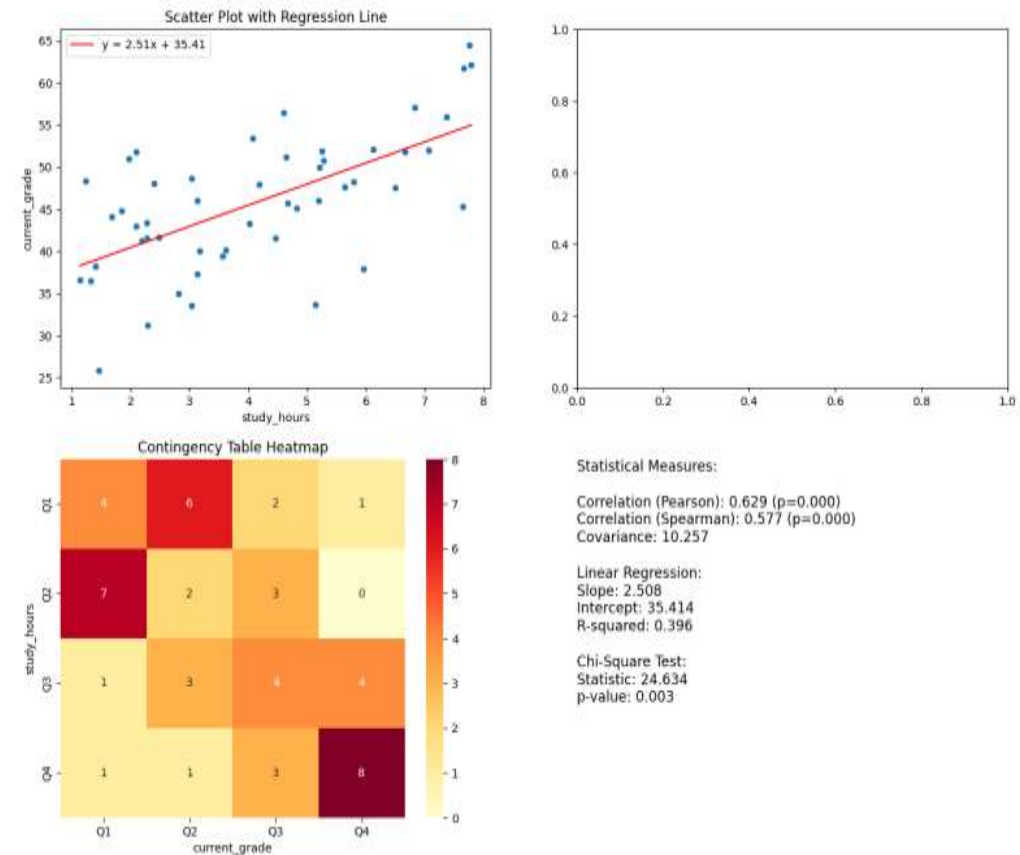 Scatter Plot with Regression Line
y = 2.51x + 35.41
65
60
55
50
45
40
35
30
25
current_grade
1 2 3 4 5 6 7 8
study_hours
1.0
0.8
0.6
0.4
0.2
0.0
0.0 0.2 0.4 0.6 0.8 1.0
Contingency Table Heatmap
study_hours
Q1 4 6 2 1
Q2 7 2 3 0
Q3 1 3 4 4
Q4 1 1 3 8
Q1 Q2 Q3 Q4
current_grade
8
7
6
5
4
3
2
1
0
Statistical Measures:
Correlation (Pearson): 0.629 (p=0.000)
Correlation (Spearman): 0.577 (p=0.000)
Covariance: 10.257
Linear Regression:
Slope: 2.508
Intercept: 35.414
R-squared: 0.396
Chi-Square Test:
Statistic: 24.634
p-value: 0.003